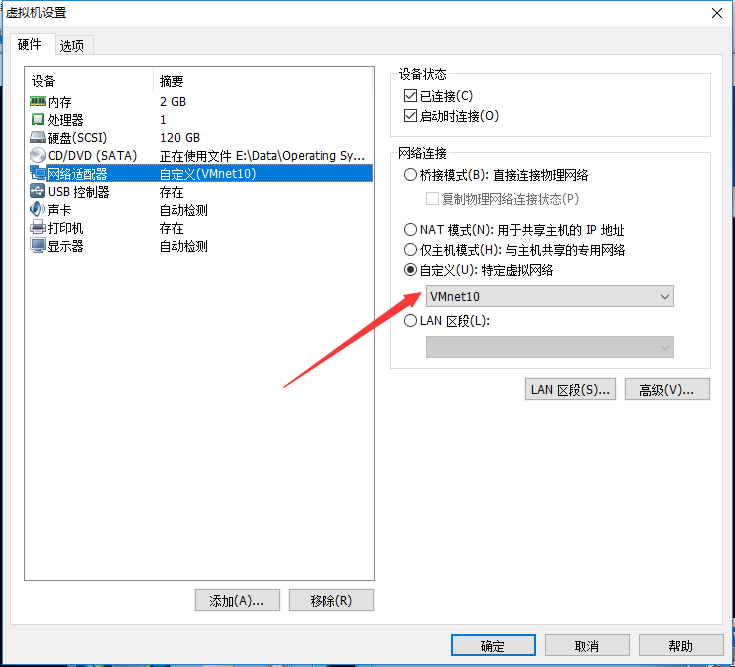 虚拟机设置
硬件 选项
设备 摘要
内存 2 GB
处理器 1
硬盘(SCSI) 120 GB
CD/DVD (SATA) 正在使用文件 E:\Data\Operating Sy...
网络适配器 自定义(VMnet10)
USB 控制器 存在
声卡 自动检测
打印机 存在
显示器 自动检测
添加(A)... 移除(R)
设备状态
已连接(C)
启动时连接(O)
网络连接
桥接模式(B): 直接连接物理网络
复制物理网络连接状态(P)
NAT 模式(N): 用于共享主机的 IP 地址
仅主机模式(H): 与主机共享的专用网络
自定义(U): 特定虚拟网络
VMnet10
LAN 区段(L):
LAN 区段(S)... 高级(V)...
确定 取消 帮助